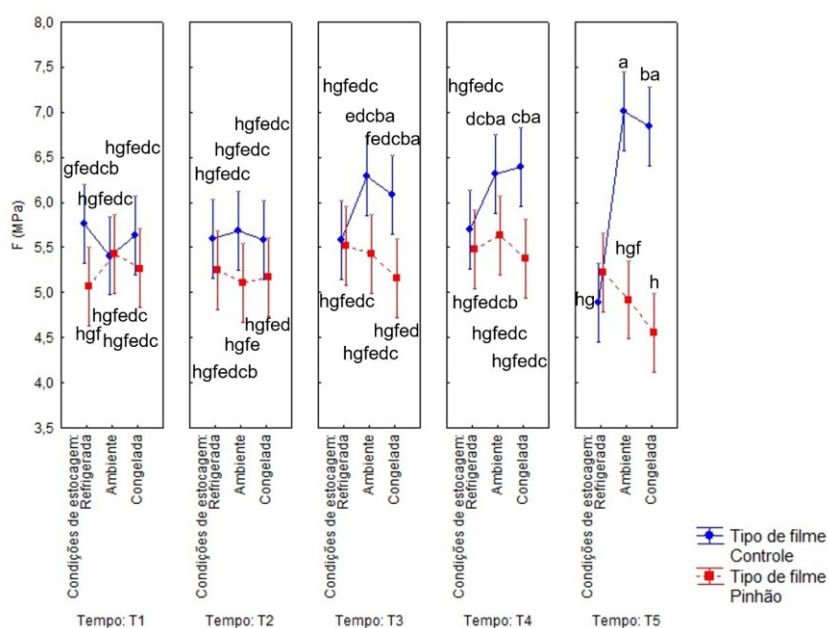 8,0
7,5
7,0
6,5
6,0
5,5
5,0
4,5
4,0
3,5
F (MPa)
hgfedc
gfedcb
hgfedc
hgfedc
hgf
hgfedc
hgfedc
hgfedc
hgfedc
hgfed
hgfe
hgfedcb
hgfedc
edcba
fedcba
hgfedc
hgfed
hgfedc
hgfedc
dcba
cba
hgfedcb
hgfedc
hgfedc
a
ba
hg
hgf
h
Condições de estocagem:
Refrigerada
Ambiente
Congelada
Condições de estocagem:
Refrigerada
Ambiente
Congelada
Condições de estocagem:
Refrigerada
Ambiente
Congelada
Condições de estocagem:
Refrigerada
Ambiente
Congelada
Condições de estocagem:
Refrigerada
Ambiente
Congelada
Tempo: T1
Tempo: T2
Tempo: T3
Tempo: T4
Tempo: T5
Tipo de filme
Controle
Tipo de filme
Pinhão